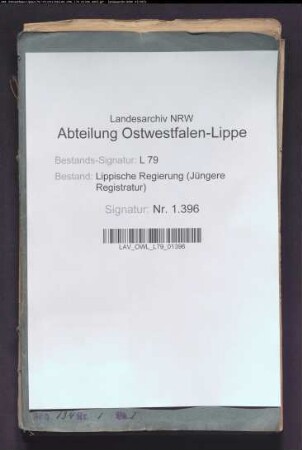 Landesarchiv NRW
Abteilung Ostwestfalen-Lippe
Bestands-Signatur: L 79
Bestand: Lippische Regierung (Jüngere
Registratur)
Signatur: Nr. 1.396
LAV_OWL_L79_01396